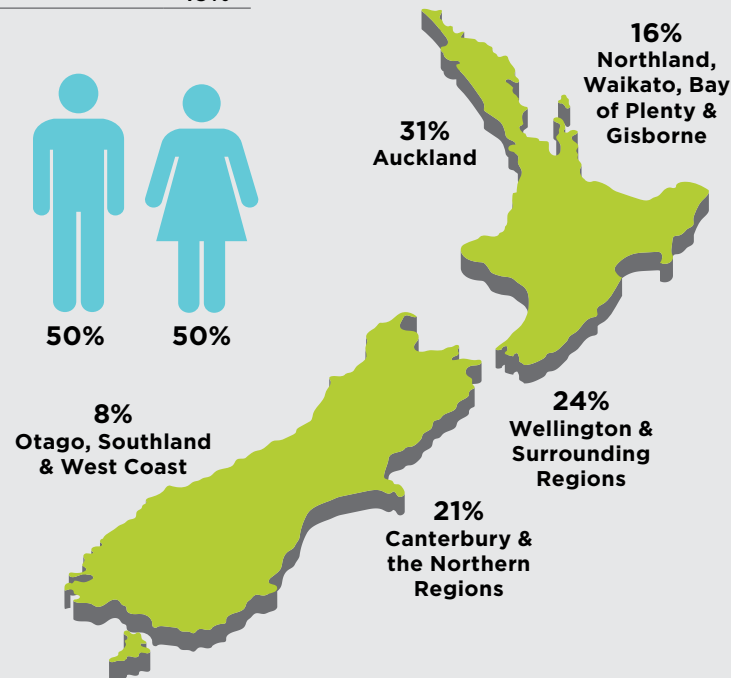 16%
Northland,
Waikato, Bay
of Plenty &
Gisborne
31%
Auckland
50%
50%
8%
Otago, Southland
& West Coast
24%
Wellington &
Surrounding
Regions
21%
Canterbury &
the Northern
Regions